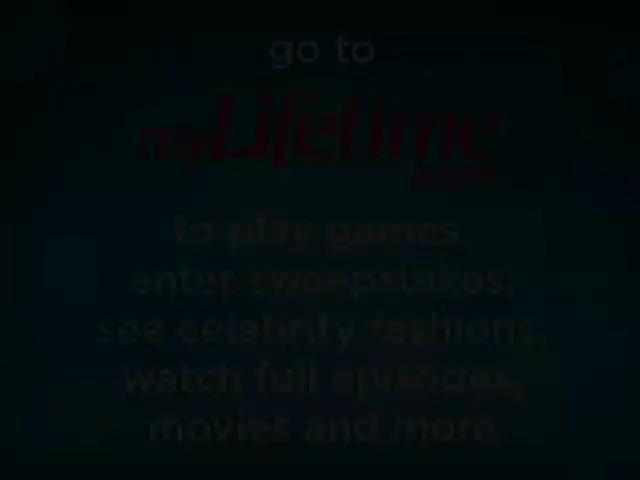 go to
myLifetime
.com
to play games
enter sweepstakes,
see celebrity fashions,
watch full episodes,
movies and more